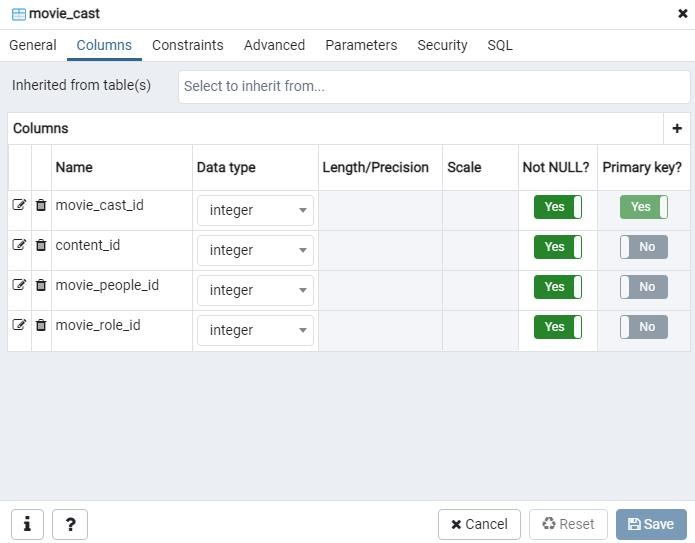 movie_cast
General Columns Constraints Advanced Parameters Security SQL
Inherited from table(s) Select to inherit from...
Columns
Name Data type Length/Precision Scale Not NULL? Primary key?
movie_cast_id integer Yes Yes
content_id integer Yes No
movie_people_id integer Yes No
movie_role_id integer Yes No
i ? Cancel Reset Save